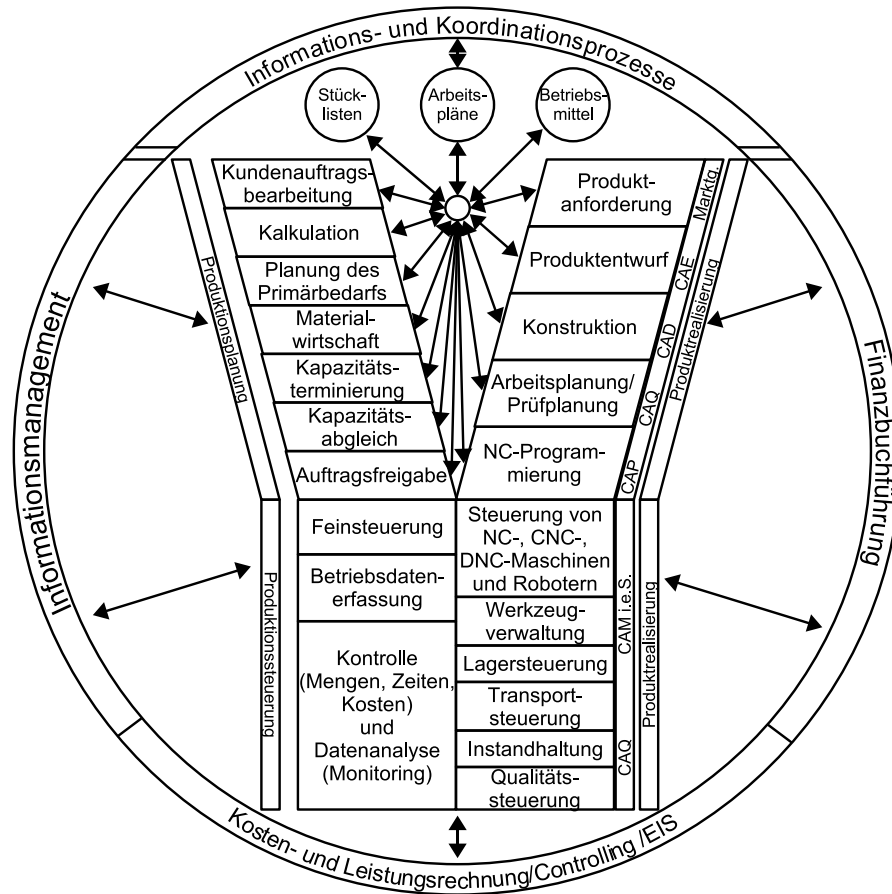 Informations- und Koordinationsprozesse
Stück-
listen
Arbeits-
pläne
Betriebs-
mittel
Kundenauftrags-
bearbeitung
Kalkulation
Planung des
Primärbedarfs
Material-
wirtschaft
Kapazitäts-
terminierung
Kapazitäts-
abgleich
Auftragsfreigabe
Produktionsplanung
Produkt-
anforderung
Produktentwurf
Konstruktion
Arbeitsplanung/
Prüfplanung
NC-Program-
mierung
Marktg.
CAE
CAD
CAQ
CAP
Produktrealisierung
Informationsmanagement
Finanzbuchführung
Feinsteuerung
Betriebsdaten-
erfassung
Kontrolle
(Mengen, Zeiten,
Kosten)
und
Datenanalyse
(Monitoring)
Produktionssteuerung
Steuerung von
NC-, CNC-,
DNC-Maschinen
und Robotern
Werkzeug-
verwaltung
Lagersteuerung
Transport-
steuerung
Instandhaltung
Qualitäts-
steuerung
CAM i.e.S.
CAQ
Produktrealisierung
Kosten- und Leistungsrechnung/Controlling /EIS